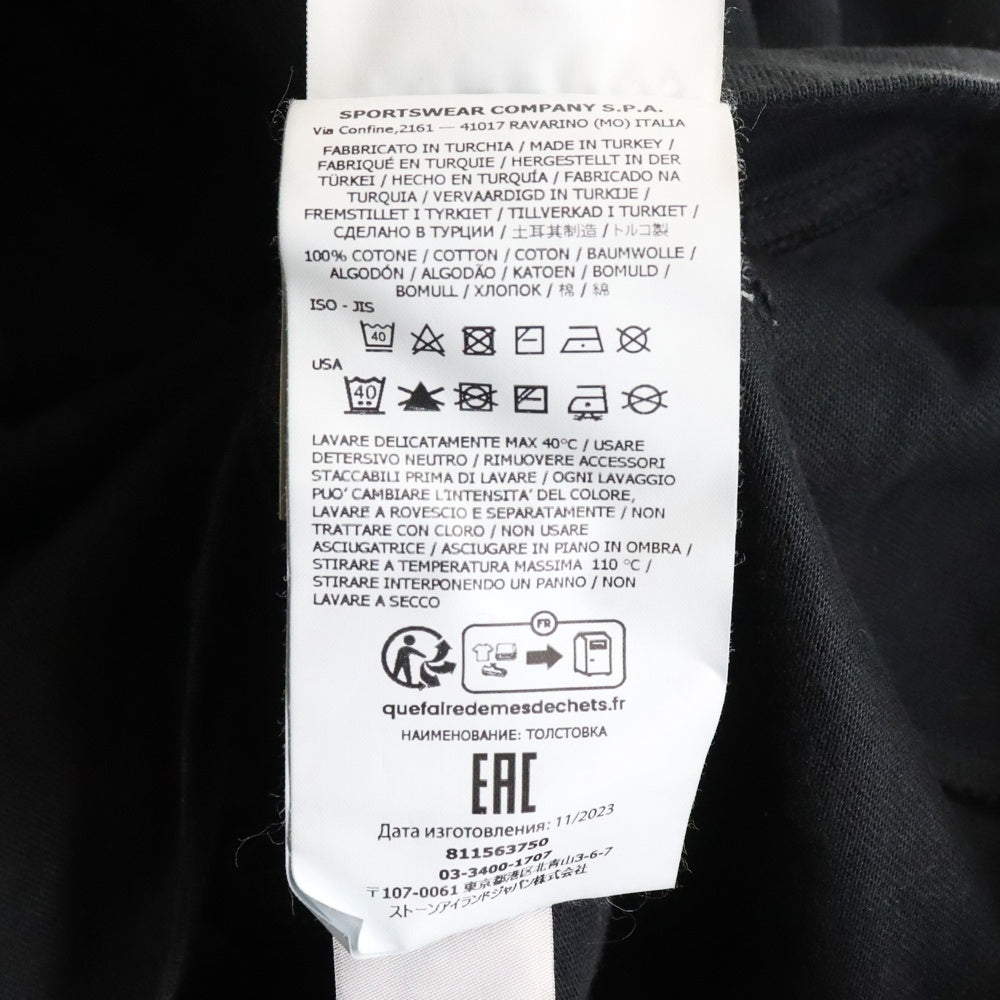 SPORTSWEAR COMPANY S.P.A.
Via Confine,2161 — 41017 RAVARINO (MO) ITALIA
FABBRICATO IN TURCHIA / MADE IN TURKEY /
FABRIQUÉ EN TURQUIE / HERGESTELLT IN DER
TÜRKEI / HECHO EN TURQUÍA / FABRICADO NA
TURQUIA / VERVAARDIGD IN TURKIJE /
FREMSTILLET I TYRKIET / TILLVERKAD I TURKIET /
СДЕЛАНО В ТУРЦИИ / 土耳其制造 / トルコ製
100% COTONE / COTTON / COTON / BAUMWOLLE /
ALGODÓN / ALGODÃO / KATOEN / BOMULD /
BOMULL / ХЛОПОК / 棉 / 綿
ISO - JIS
40
USA
40
LAVARE DELICATAMENTE MAX 40°C / USARE
DETERSIVO NEUTRO / RIMUOVERE ACCESSORI
STACCABILI PRIMA DI LAVARE / OGNI LAVAGGIO
PUO' CAMBIARE L'INTENSITA' DEL COLORE,
LAVARE A ROVESCIO E SEPARATAMENTE / NON
TRATTARE CON CLORO / NON USARE
ASCIUGATRICE / ASCIUGARE IN PIANO IN OMBRA /
STIRARE A TEMPERATURA MASSIMA 110 °C /
STIRARE INTERPONENDO UN PANNO / NON
LAVARE A SECCO
FR
quefairedemesdechets.fr
НАИМЕНОВАНИЕ: ТОЛСТОВКА
EAC
Дата изготовления: 11/2023
811563750
03-3400-1707
〒107-0061 東京都港区北青山3-6-7
ストーンアイランドジャパン株式会社